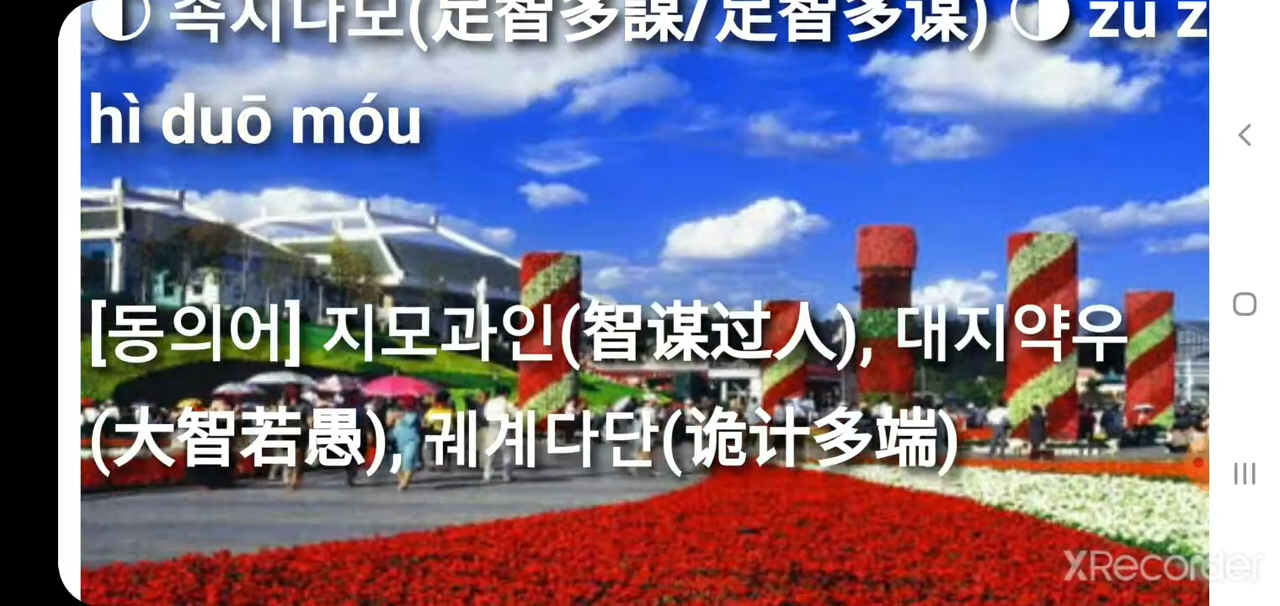 ◐ 족지다모(足智多謀/足智多谋) ◑ zú z
hì duō móu
[동의어] 지모과인(智谋过人), 대지약우
(大智若愚), 궤계다단(诡计多端)
XRecorder